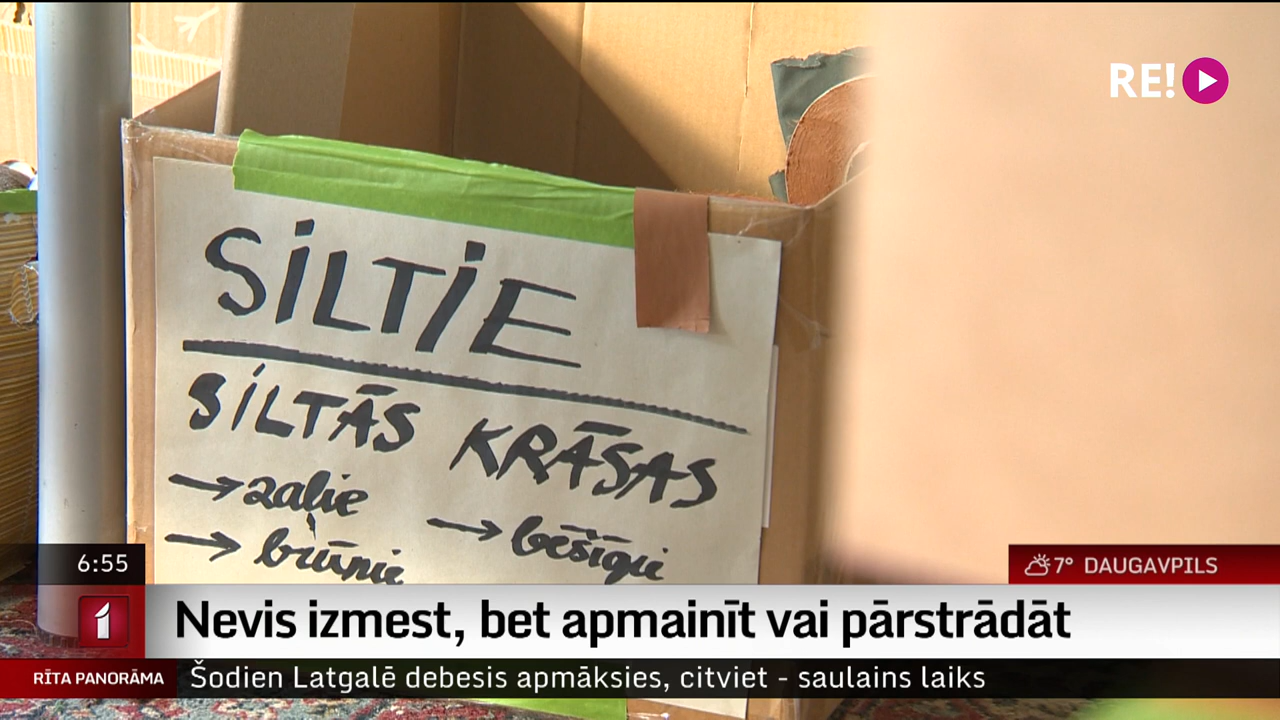 RE!
SILTIE
SILTĀS KRĀSAS
→ zaļie
→ bēšīgi
→ brūnie
6:55
7° DAUGAVPILS
1
Nevis izmest, bet apmainīt vai pārstrādāt
RĪTA PANORĀMA
Šodien Latgalē debesis apmāksies, citviet - saulains laiks